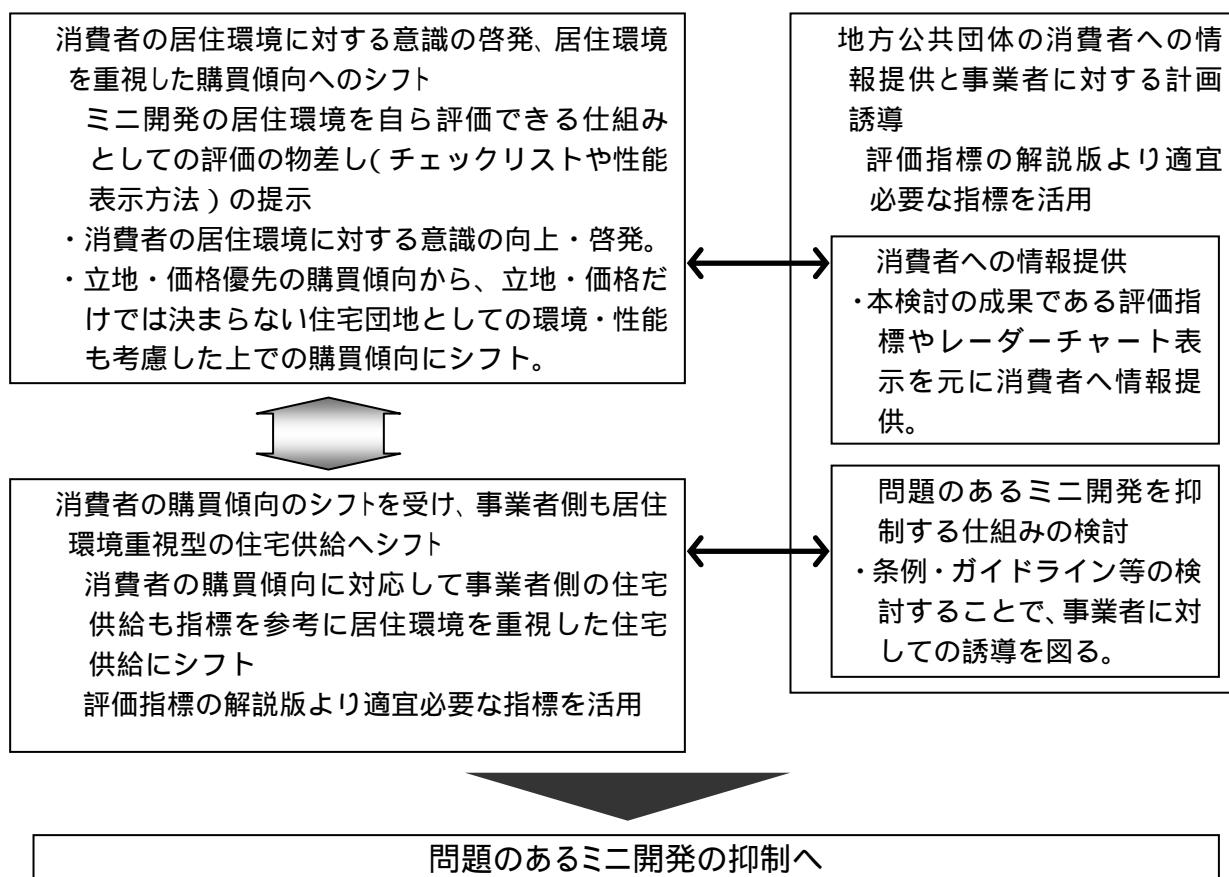 消費者の居住環境に対する意識の啓発、居住環境
を重視した購買傾向へのシフト
ミニ開発の居住環境を自ら評価できる仕組み
としての評価の物差し(チェックリストや性能
表示方法)の提示
・消費者の居住環境に対する意識の向上・啓発。
・立地・価格優先の購買傾向から、立地・価格だ
けでは決まらない住宅団地としての環境・性能
も考慮した上での購買傾向にシフト。
消費者の購買傾向のシフトを受け、事業者側も居住
環境重視型の住宅供給へシフト
消費者の購買傾向に対応して事業者側の住宅
供給も指標を参考に居住環境を重視した住宅
供給にシフト
評価指標の解説版より適宜必要な指標を活用
地方公共団体の消費者への情
報提供と事業者に対する計画
誘導
評価指標の解説版より適宜
必要な指標を活用
消費者への情報提供
・本検討の成果である評価指
標やレーダーチャート表
示を元に消費者へ情報提
供。
問題のあるミニ開発を抑
制する仕組みの検討
・条例・ガイドライン等の検
討することで、事業者に対
しての誘導を図る。
問題のあるミニ開発の抑制へ